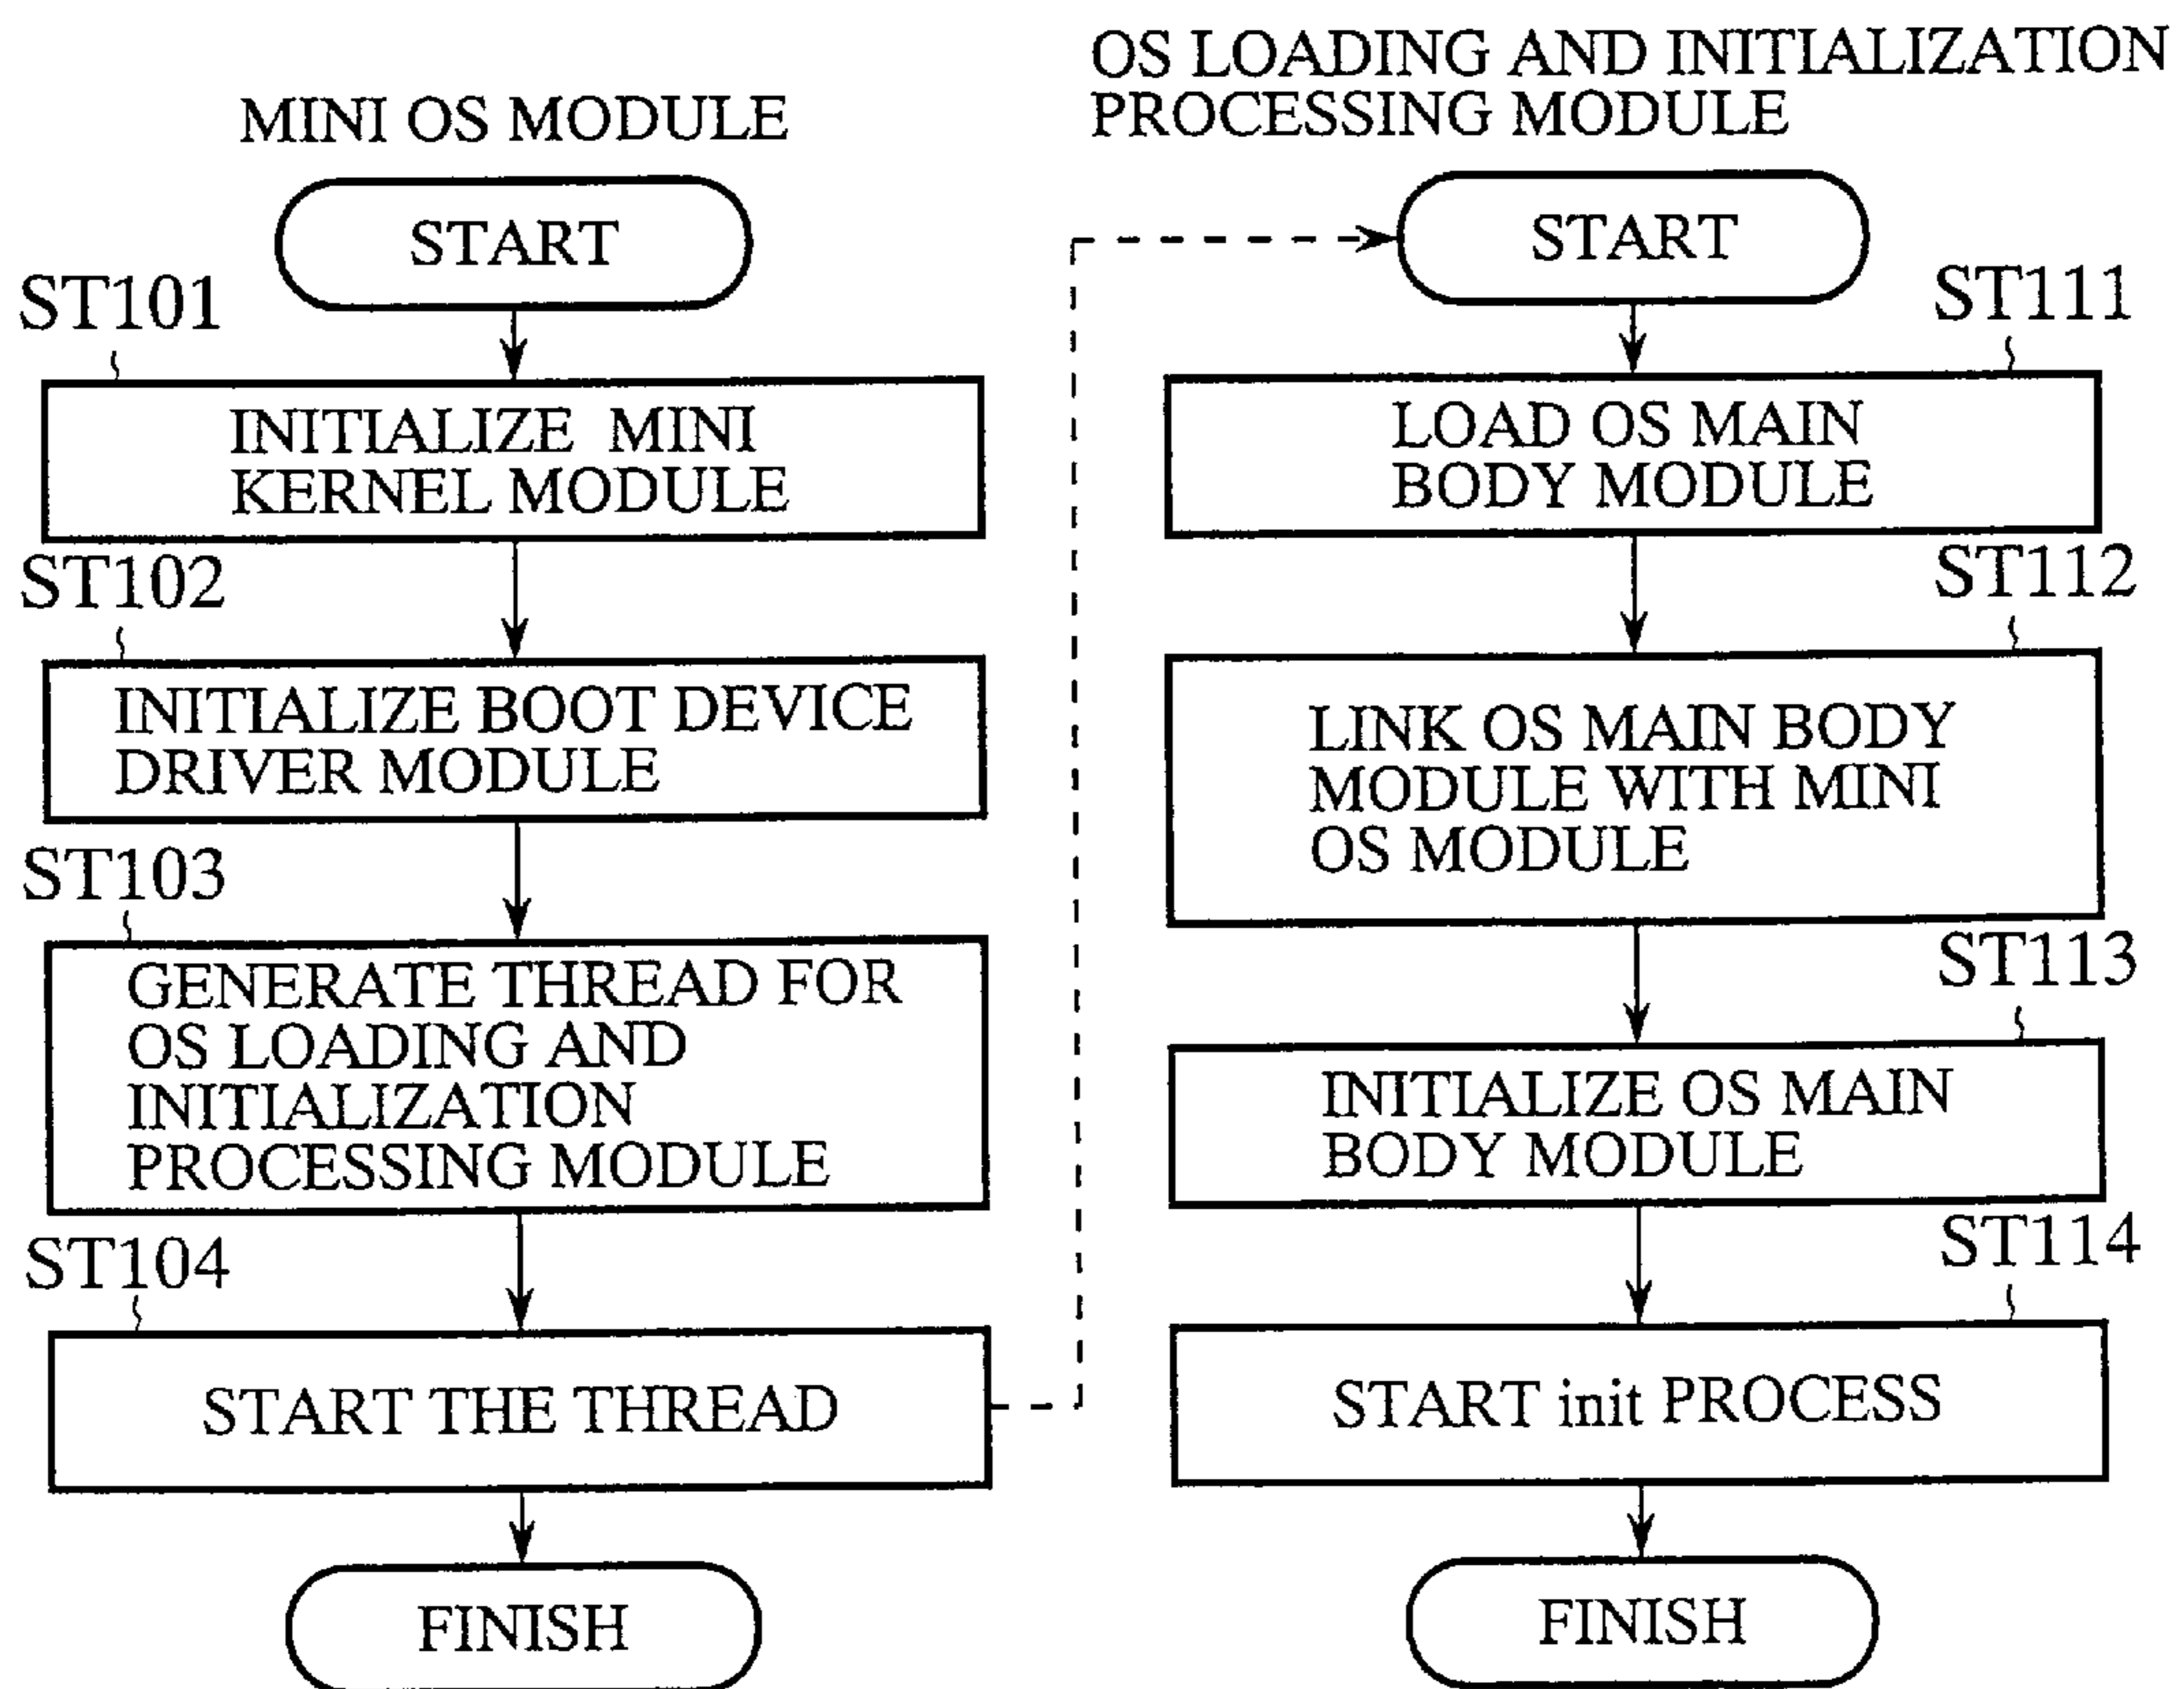 MINI OS MODULE
START
ST101
INITIALIZE MINI
KERNEL MODULE
ST102
INITIALIZE BOOT DEVICE
DRIVER MODULE
ST103
GENERATE THREAD FOR
OS LOADING AND
INITIALIZATION
PROCESSING MODULE
ST104
START THE THREAD
FINISH
OS LOADING AND INITIALIZATION
PROCESSING MODULE
START
ST111
LOAD OS MAIN
BODY MODULE
ST112
LINK OS MAIN BODY
MODULE WITH MINI
OS MODULE
ST113
INITIALIZE OS MAIN
BODY MODULE
ST114
START init PROCESS
FINISH